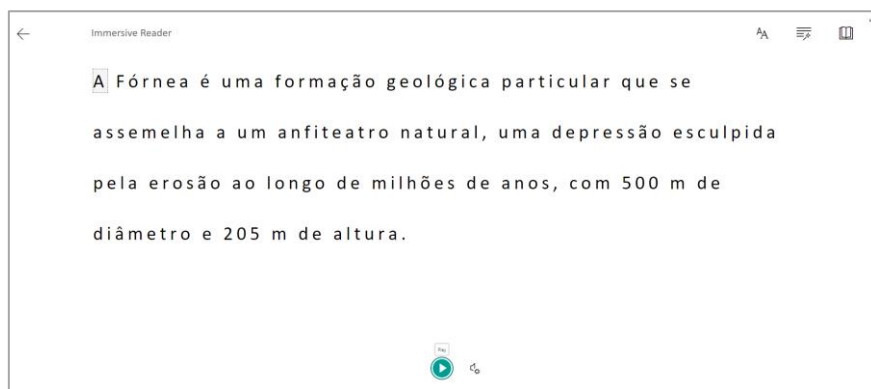 Immersive Reader
A Fórnea é uma formação geológica particular que se
assemelha a um anfiteatro natural, uma depressão esculpida
pela erosão ao longo de milhões de anos, com 500 m de
diâmetro e 205 m de altura.